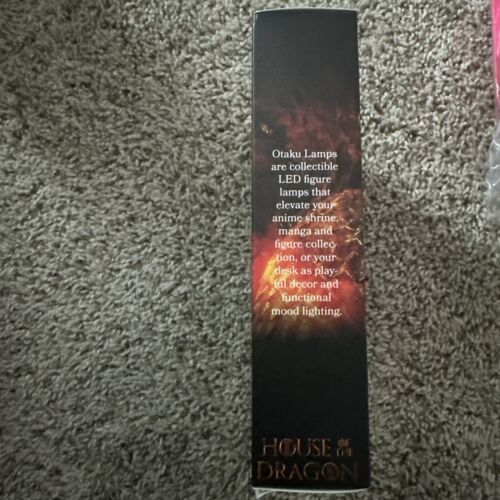 Otaku Lamps
are collectible
LED figure
lamps that
elevate your
anime shrine,
manga and
figure collec-
tion, or your
desk as play-
ful decor and
functional
mood lighting.
HOUSE OF THE
DRAGON